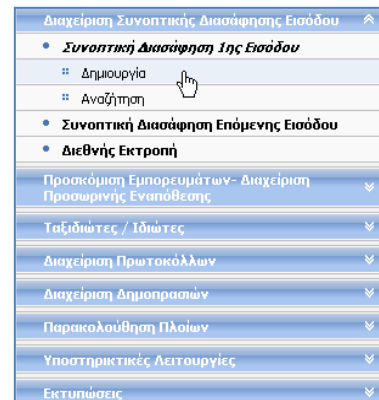 Διαχείριση Συνοπτικής Διασάφησης Εισόδου
Συνοπτική Διασάφηση 1ης Εισόδου
Δημιουργία
Αναζήτηση
Συνοπτική Διασάφηση Επόμενης Εισόδου
Διεθνής Εκτροπή
Προσκόμιση Εμπορευμάτων- Διαχείριση
Προσωρινής Εναπόθεσης
Ταξιδιώτες / Ιδιώτες
Διαχείριση Πρωτοκόλλων
Διαχείριση Δημοπρασιών
Παρακολούθηση Πλοίων
Υποστηρικτικές Λειτουργίες
Εκτυπώσεις